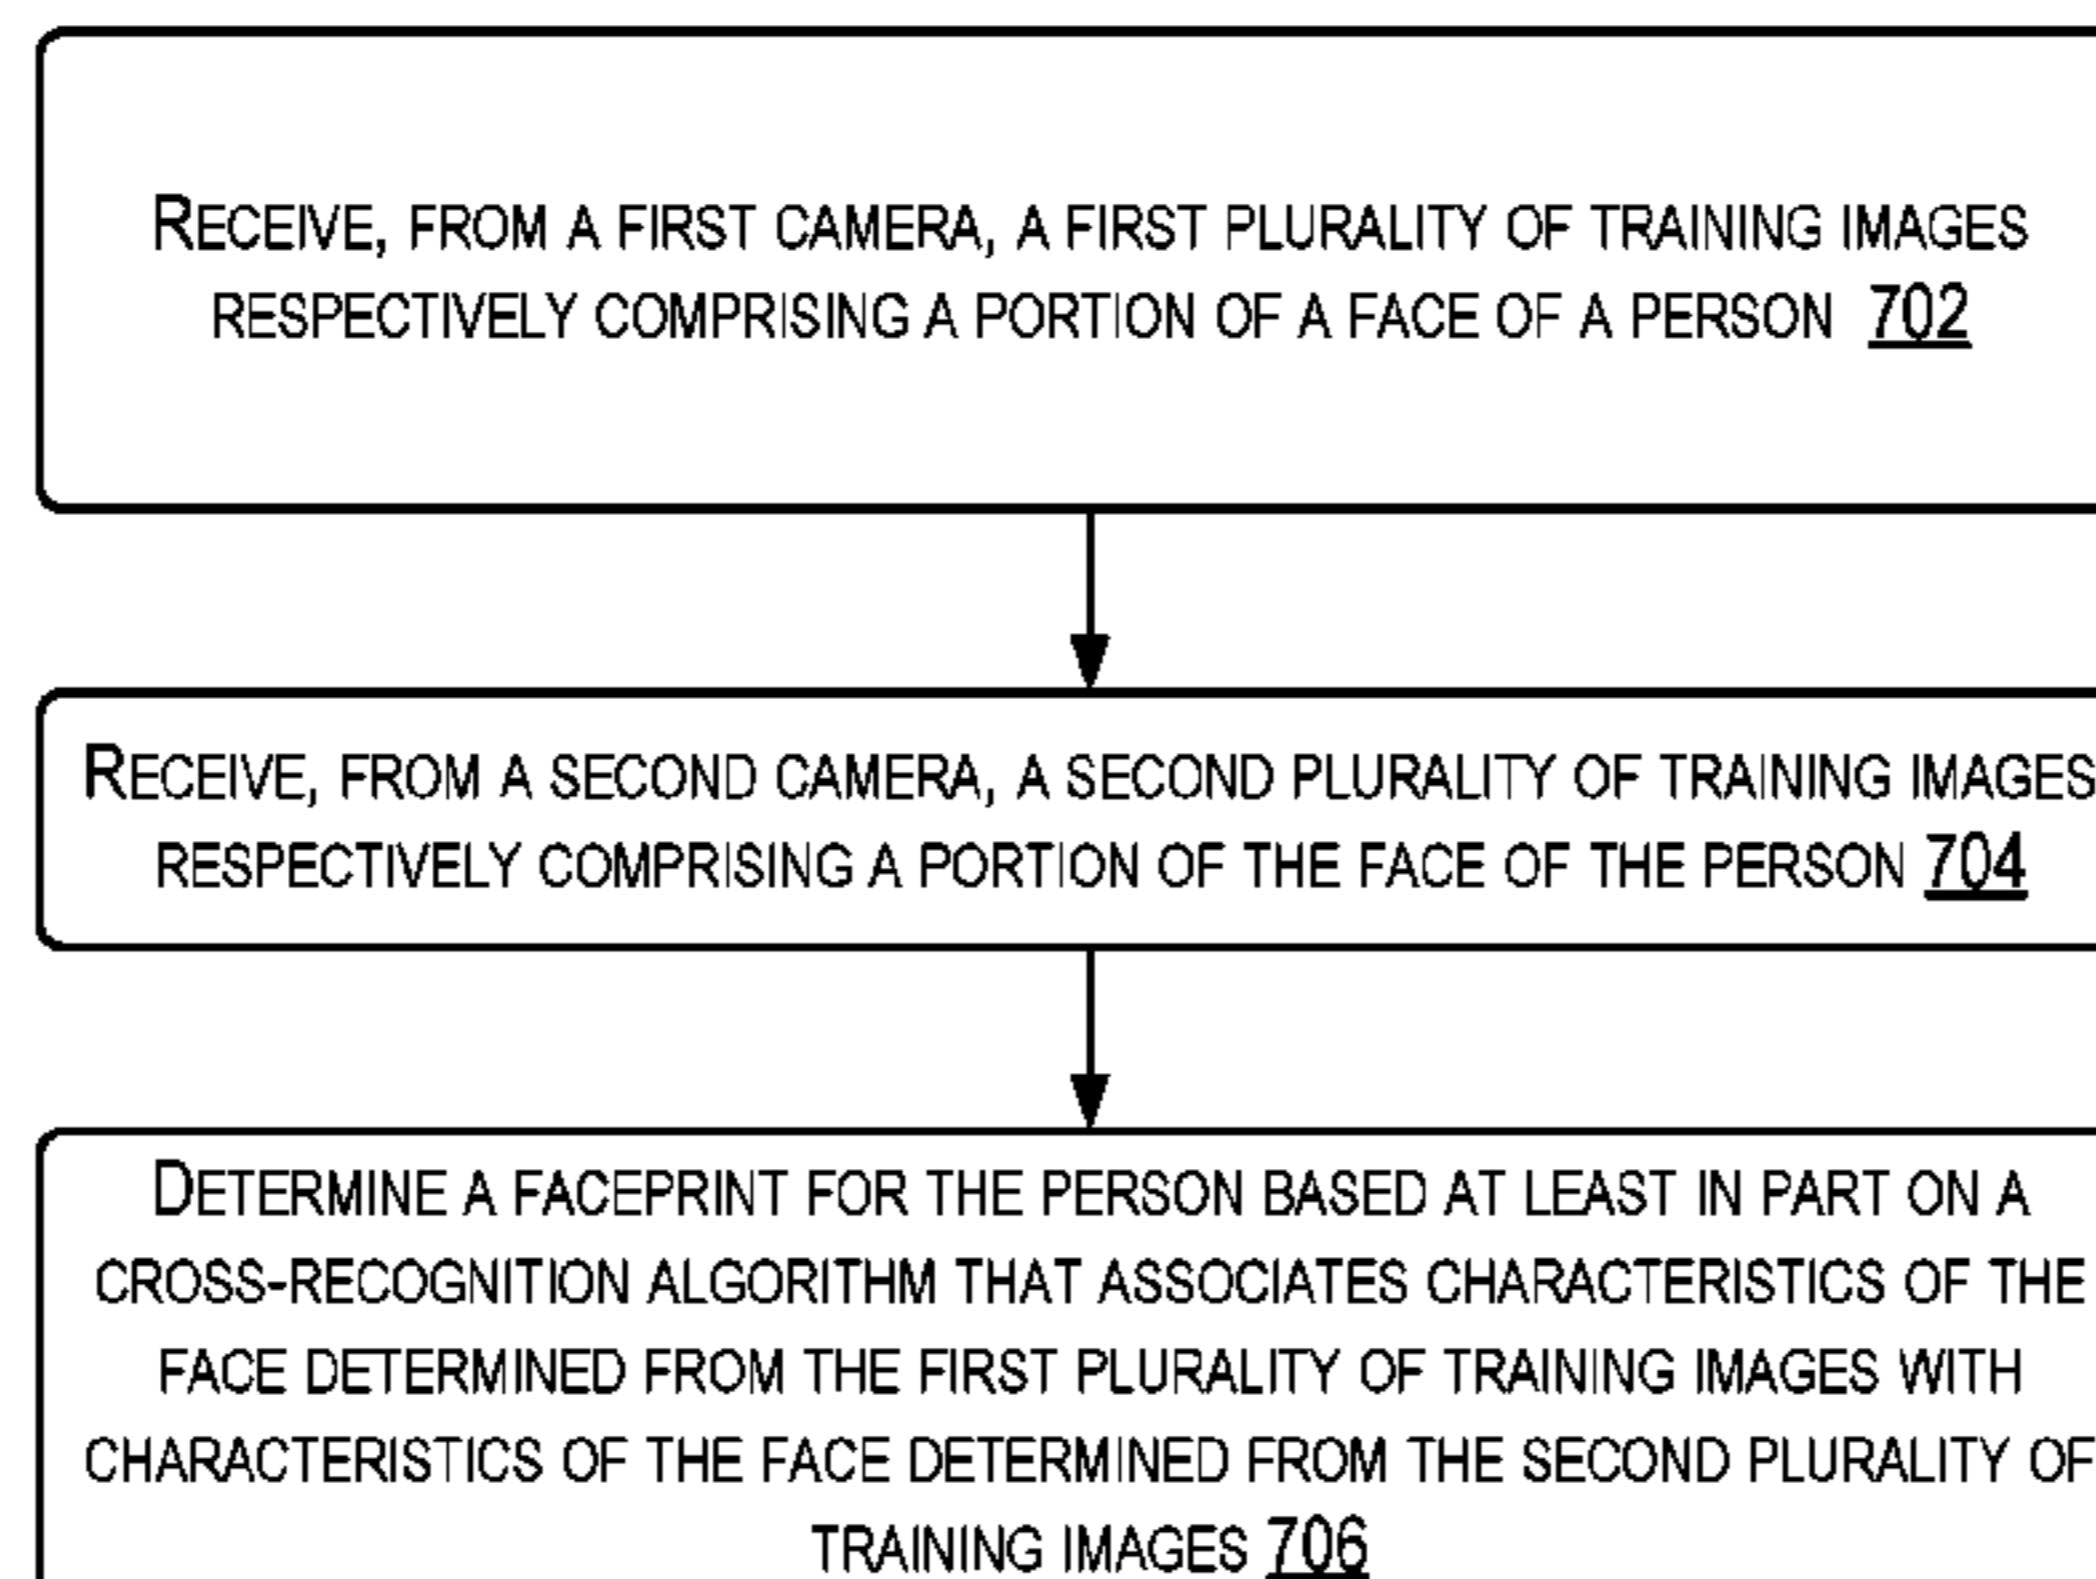 Receive, from a first camera, a first plurality of training images
respectively comprising a portion of a face of a person 702
Receive, from a second camera, a second plurality of training images
respectively comprising a portion of the face of the person 704
Determine a faceprint for the person based at least in part on a
cross-recognition algorithm that associates characteristics of the
face determined from the first plurality of training images with
characteristics of the face determined from the second plurality of
training images 706